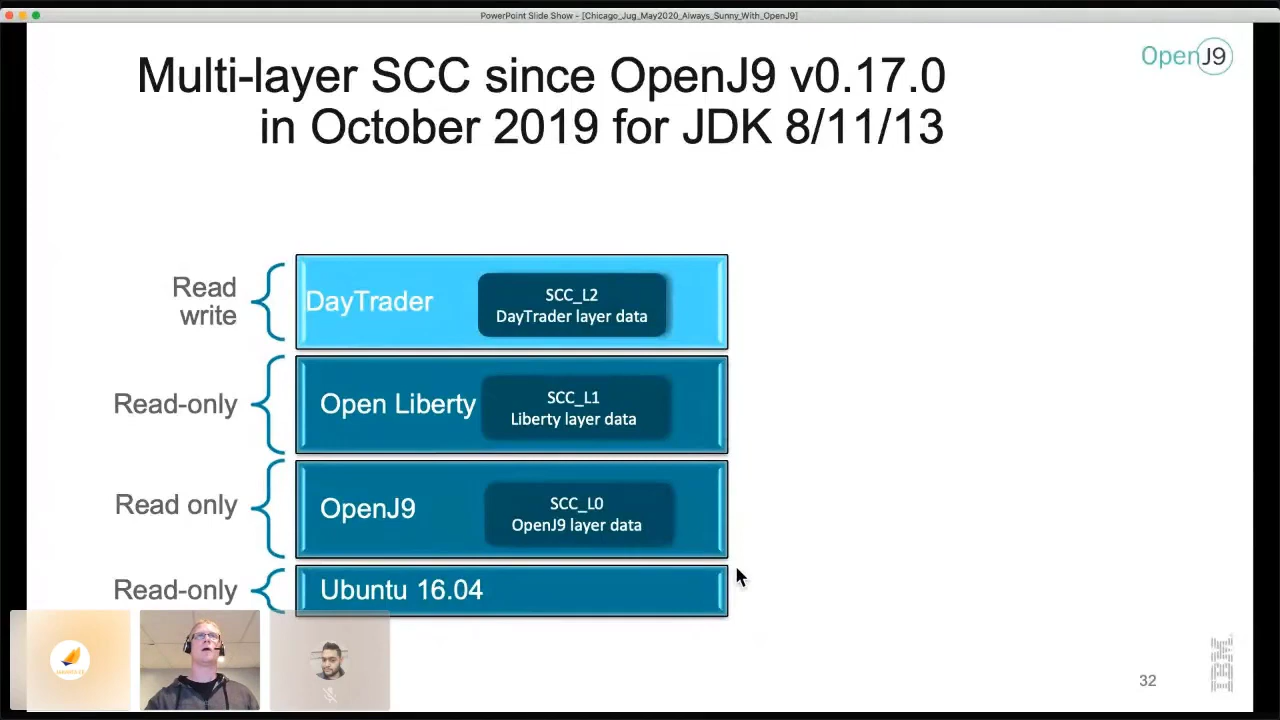 PowerPoint Slide Show - [Chicago_Jug_May2020_Always_Sunny_With_OpenJ9]
OpenJ9
Multi-layer SCC since OpenJ9 v0.17.0
in October 2019 for JDK 8/11/13
Read
write
DayTrader
SCC_L2
DayTrader layer data
Read-only
Open Liberty
SCC_L1
Liberty layer data
Read only
OpenJ9
SCC_L0
OpenJ9 layer data
Read-only
Ubuntu 16.04
32
IBM